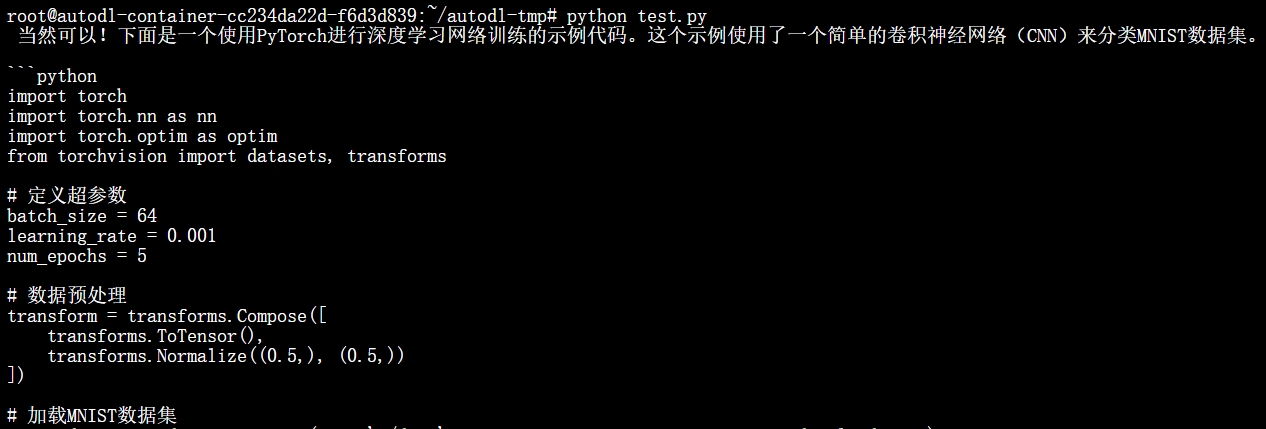 root@autodl-container-cc234da22d-f6d3d839:~/autodl-tmp# python test.py
当然可以！下面是一个使用PyTorch进行深度学习网络训练的示例代码。这个示例使用了一个简单的卷积神经网络（CNN）来分类MNIST数据集。
```python
import torch
import torch.nn as nn
import torch.optim as optim
from torchvision import datasets, transforms
# 定义超参数
batch_size = 64
learning_rate = 0.001
num_epochs = 5
# 数据预处理
transform = transforms.Compose([
    transforms.ToTensor(),
    transforms.Normalize((0.5,), (0.5,))
])
# 加载MNIST数据集